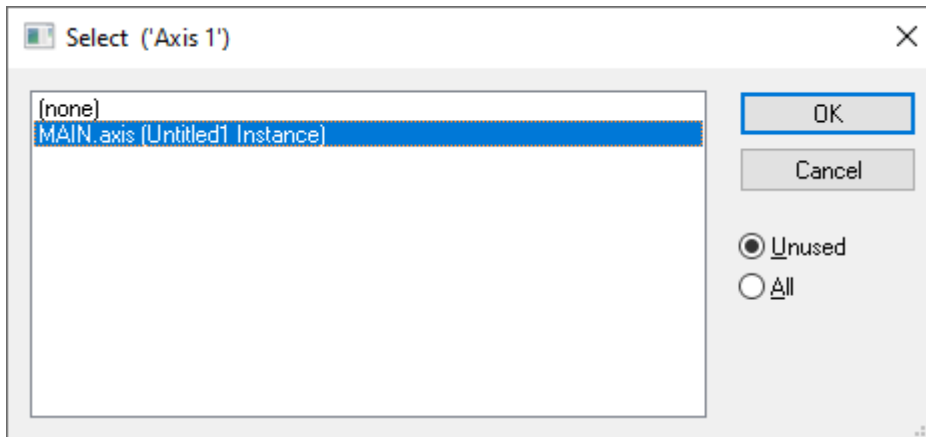 Select ('Axis 1')
(none)
MAIN.axis (Untitled1 Instance)
OK
Cancel
Unused
All